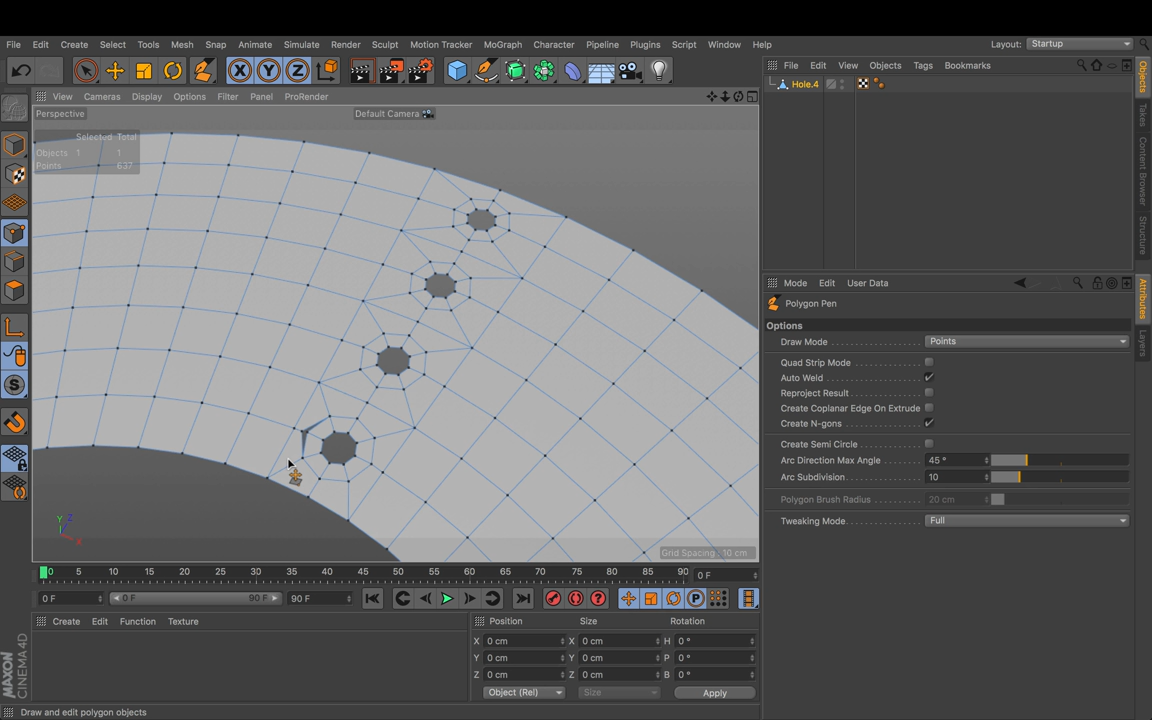 File Edit Create Select Tools Mesh Snap Animate Simulate Render Sculpt Motion Tracker MoGraph Character Pipeline Plugins Script Window Help Layout: Startup
X Y Z
File Edit View Objects Tags Bookmarks
Hole.4
View Cameras Display Options Filter Panel ProRender
Perspective Default Camera
Selected Total
Objects 1 1
Points 637
Objects
Takes
Content Browser
Structure
Mode Edit User Data
Polygon Pen
Options
Draw Mode Points
Quad Strip Mode
Auto Weld
Reproject Result
Create Coplanar Edge On Extrude
Create N-gons
Create Semi Circle
Arc Direction Max Angle 45 °
Arc Subdivision 10
Polygon Brush Radius 20 cm
Tweaking Mode Full
Attributes
Layers
S
Y Z
X
Grid Spacing : 10 cm
0 5 10 15 20 25 30 35 40 45 50 55 60 65 70 75 80 85 90 0 F
0 F 0 F 90 F 90 F P
Create Edit Function Texture
Position Size Rotation
X 0 cm X 0 cm H 0 °
Y 0 cm Y 0 cm P 0 °
Z 0 cm Z 0 cm B 0 °
Object (Rel) Size Apply
MAXON
CINEMA 4D
Draw and edit polygon objects